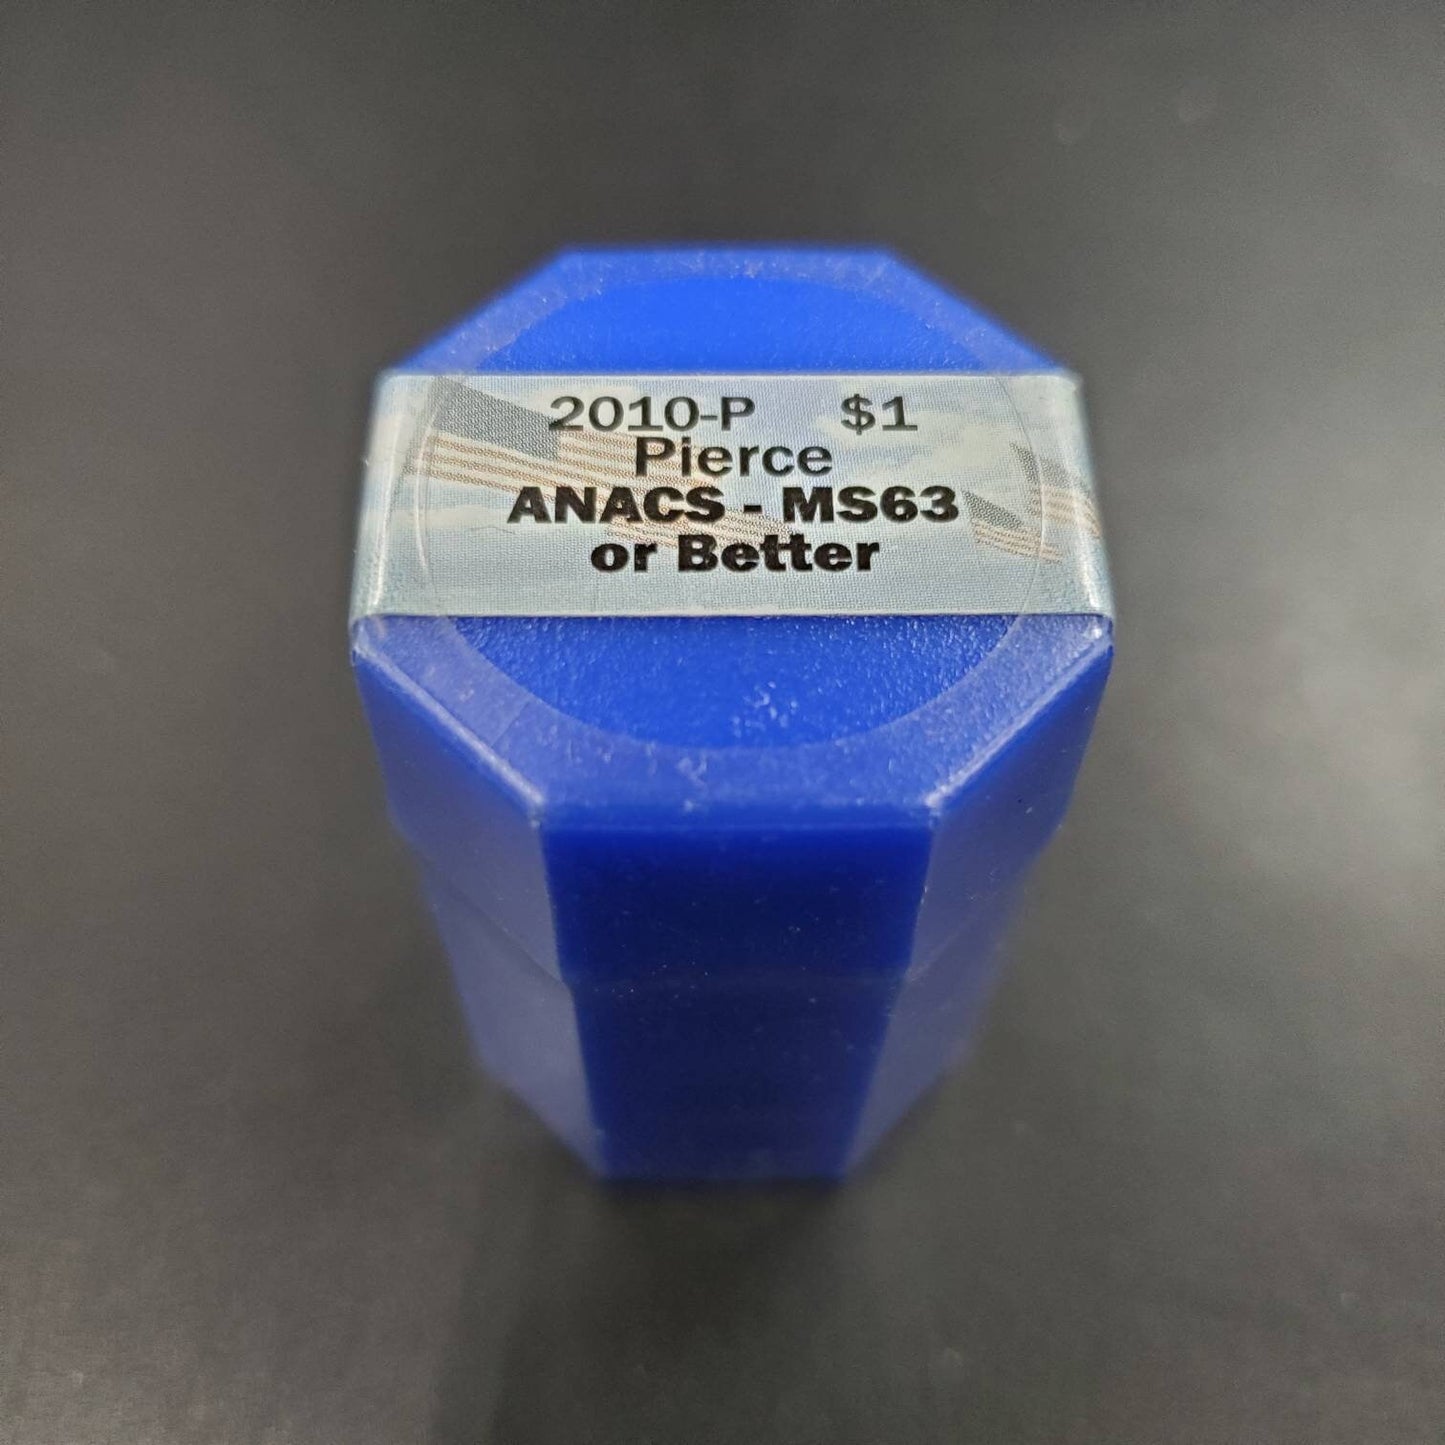 2010-P $1
Pierce
ANACS - MS63
or Better